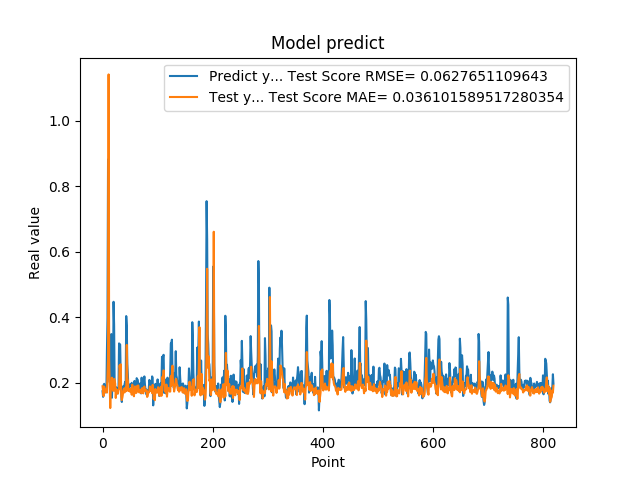 Model predict
Predict y... Test Score RMSE= 0.0627651109643
Test y... Test Score MAE= 0.036101589517280354
Real value
1.0
0.8
0.6
0.4
0.2
0 200 400 600 800
Point